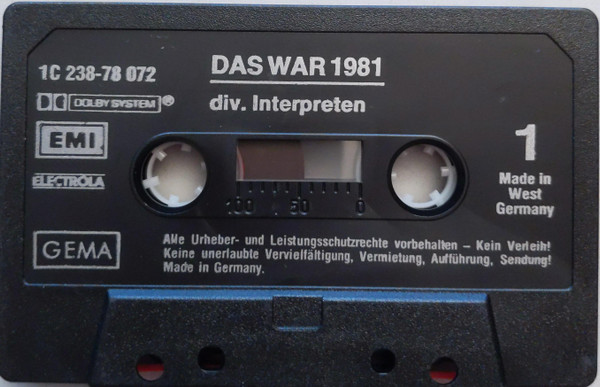 1C 238-78 072
DAS WAR 1981
DOLBY SYSTEM ®
div. Interpreten
EMI
ELECTROLA
1
Made in
West
Germany
100 50 0
GEMA
Alle Urheber- und Leistungsschutzrechte vorbehalten – Kein Verleih!
Keine unerlaubte Vervielfältigung, Vermietung, Aufführung, Sendung!
Made in Germany.